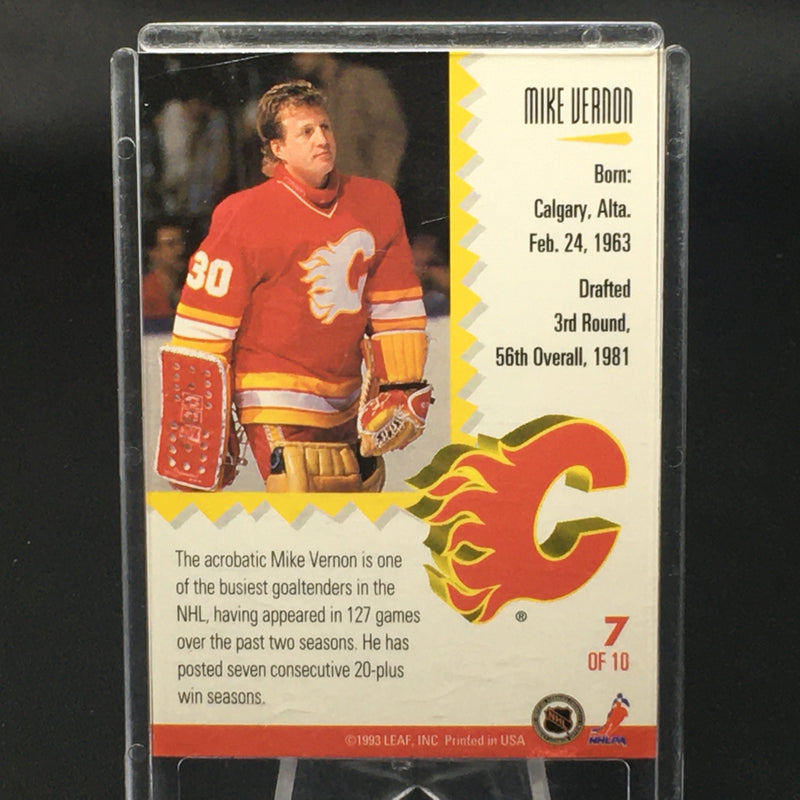 MIKE VERNON
Born:
Calgary, Alta.
Feb. 24, 1963
Drafted
3rd Round,
56th Overall, 1981
30
The acrobatic Mike Vernon is one
of the busiest goaltenders in the
NHL, having appeared in 127 games
over the past two seasons. He has
posted seven consecutive 20-plus
win seasons.
®
7
OF 10
NHL
NHLPA
©1993 LEAF, INC Printed in USA